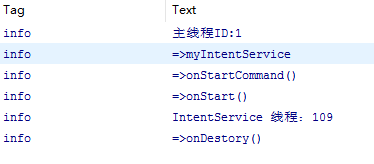 Tag Text
info 主线程ID:1
info =>myIntentService
info =>onStartCommand()
info =>onStart()
info IntentService 线程：109
info =>onDestory()